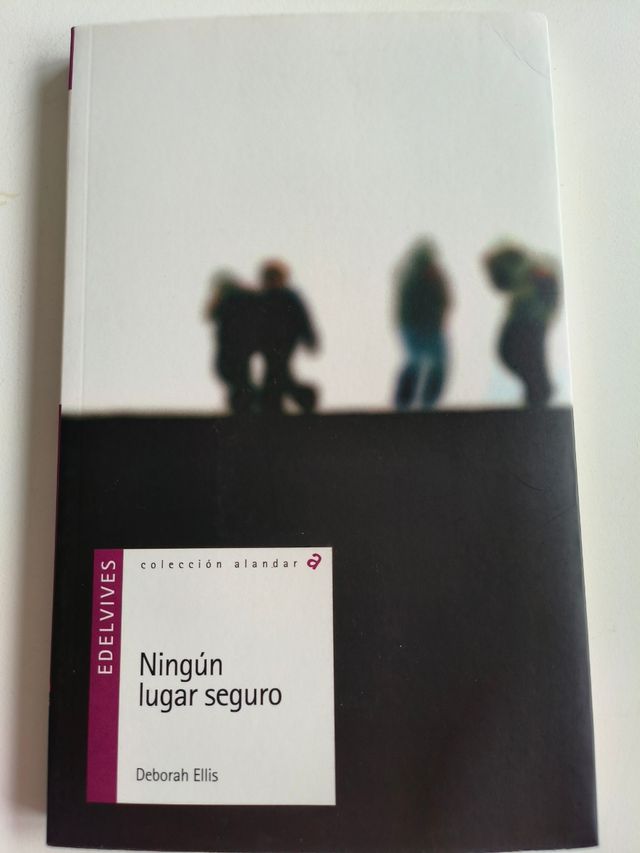 EDELVIVES
colección alandar a
Ningún
lugar seguro
Deborah Ellis